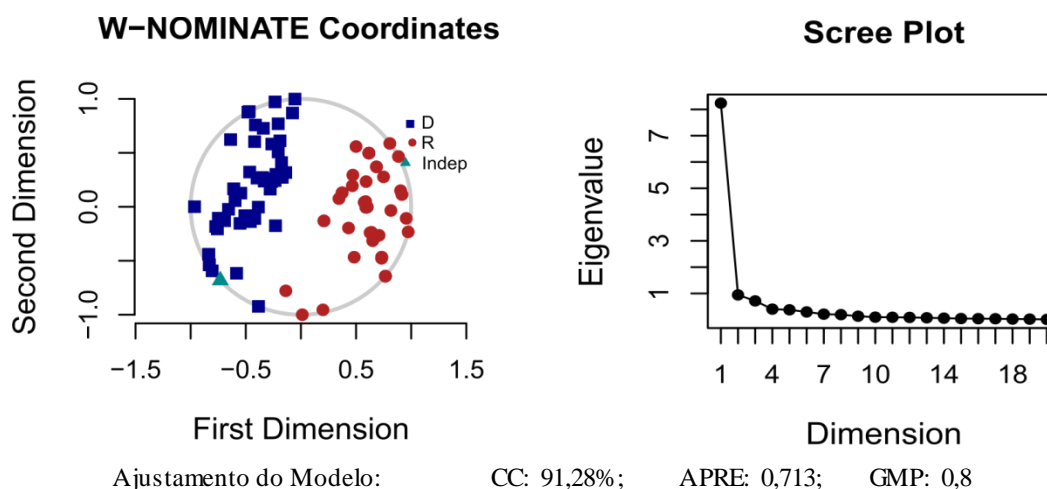 W−NOMINATE Coordinates
Second Dimension
1.0
0.0
−1.0
D
R
Indep
−1.5
−0.5
0.5
1.5
First Dimension
Scree Plot
Eigenvalue
7
5
3
1
1
4
7
10
14
18
Dimension
Ajustamento do Modelo: CC: 91,28%; APRE: 0,713; GMP: 0,8